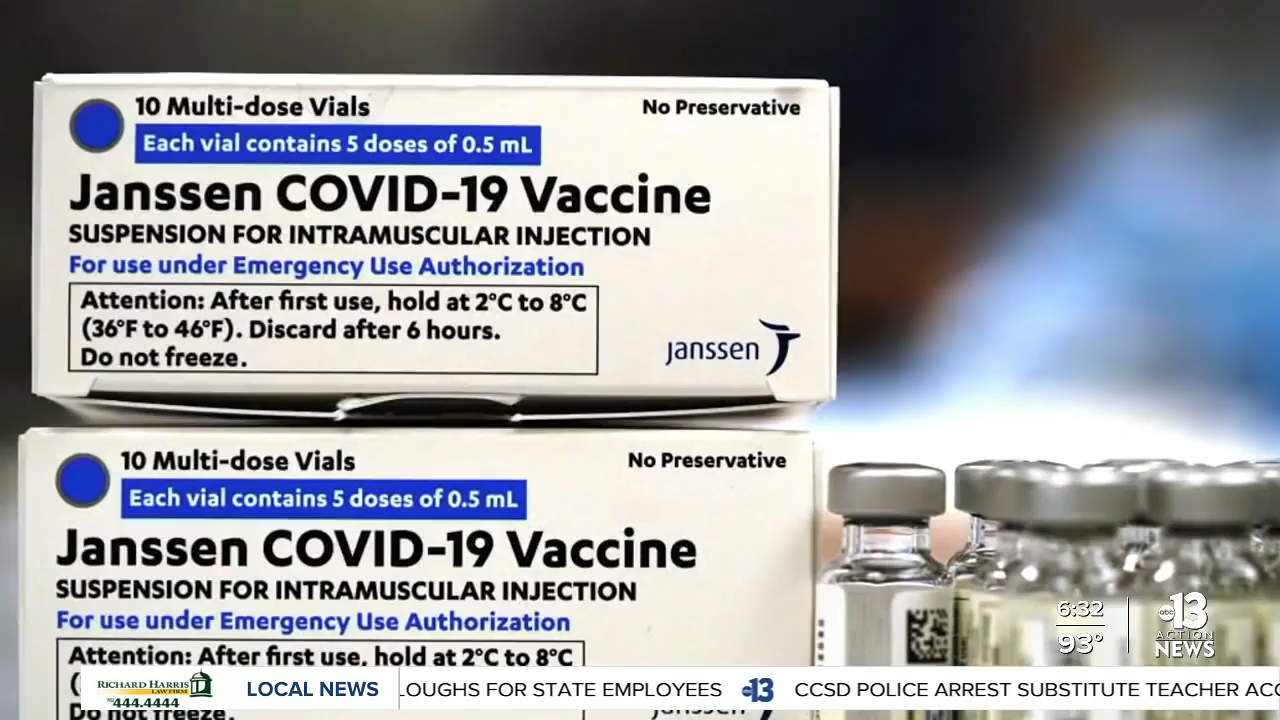 10 Multi-dose Vials
No Preservative
Each vial contains 5 doses of 0.5 mL
Janssen COVID-19 Vaccine
SUSPENSION FOR INTRAMUSCULAR INJECTION
For use under Emergency Use Authorization
Attention: After first use, hold at 2°C to 8°C
(36°F to 46°F). Discard after 6 hours.
Do not freeze.
janssen
10 Multi-dose Vials
No Preservative
Each vial contains 5 doses of 0.5 mL
Janssen COVID-19 Vaccine
SUSPENSION FOR INTRAMUSCULAR INJECTION
For use under Emergency Use Authorization
Attention: After first use, hold at 2°C to 8°C
(
Do not freeze.
janssen
6:32
93°
abc 13
ACTION
NEWS
RICHARD HARRIS
LAW FIRM
444.4444
LOCAL NEWS
LOUGHS FOR STATE EMPLOYEES 13 CCSD POLICE ARREST SUBSTITUTE TEACHER ACC